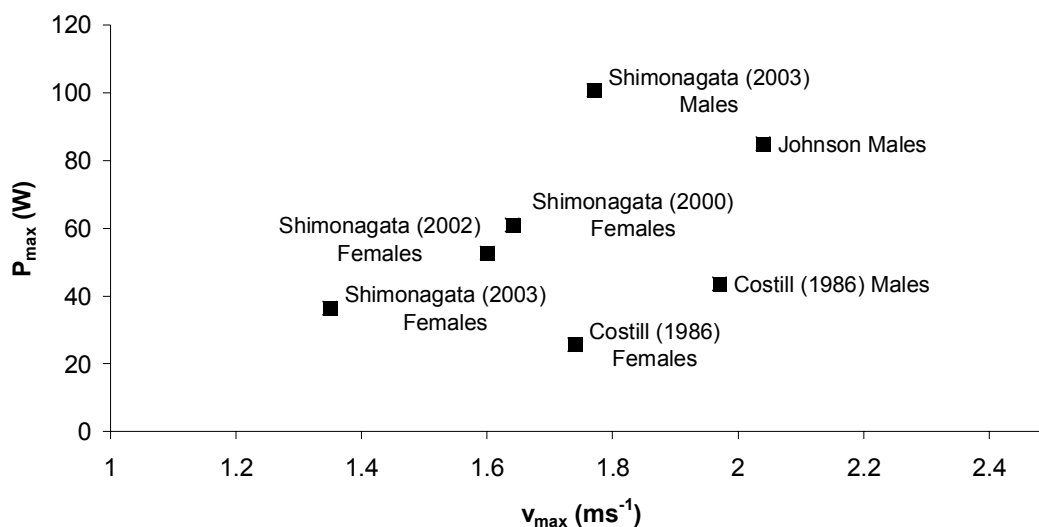 120
100
80
60
40
20
0
P_max (W)
Shimonagata (2003)
Males
Johnson Males
Shimonagata (2000)
Females
Shimonagata (2002)
Females
Shimonagata (2003)
Females
Costill (1986) Males
Costill (1986)
Females
1 1.2 1.4 1.6 1.8 2 2.2 2.4
v_max (ms⁻¹)